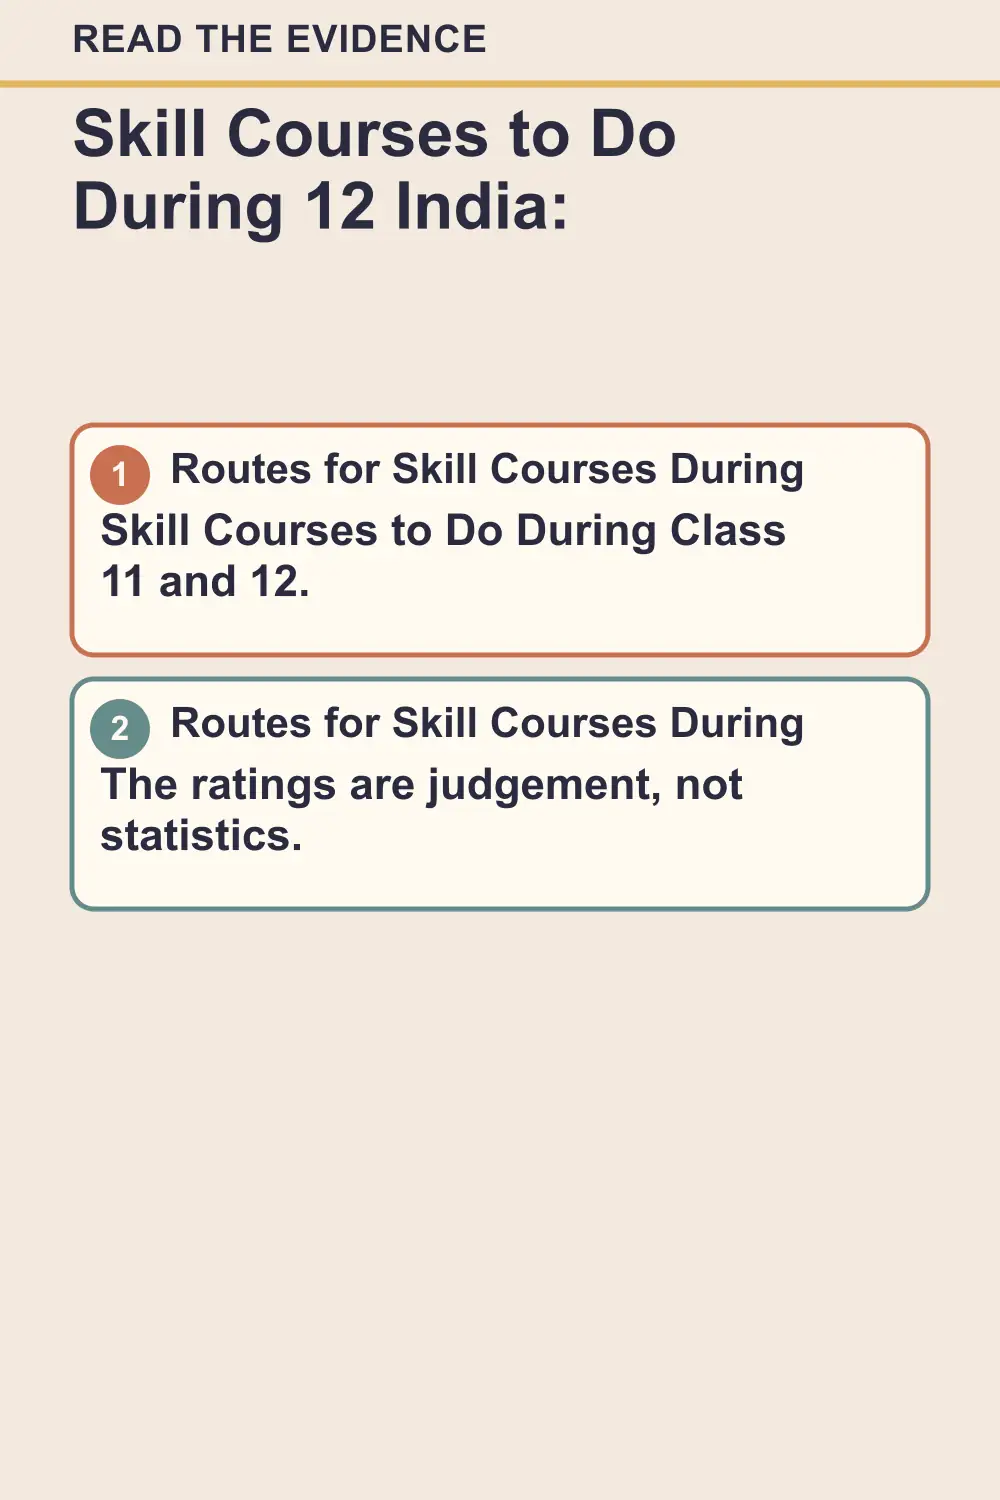 READ THE EVIDENCE
Skill Courses to Do
During 12 India:
1 Routes for Skill Courses During
Skill Courses to Do During Class
11 and 12.
2 Routes for Skill Courses During
The ratings are judgement, not
statistics.